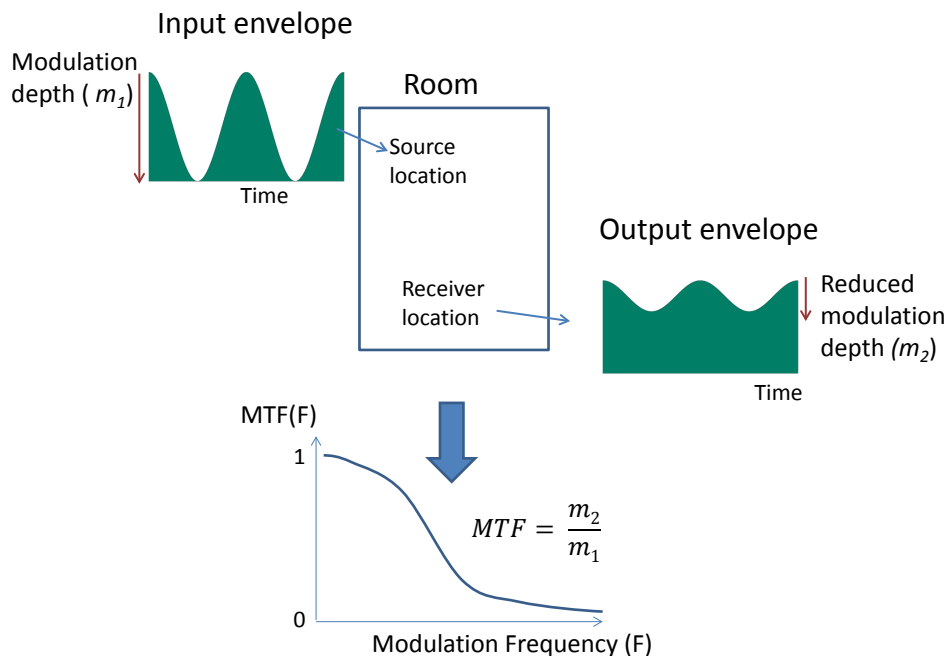 Input envelope
Modulation
depth ( m₁)
Time
Room
Source
location
Receiver
location
Output envelope
Reduced
modulation
depth (m₂)
Time
MTF(F)
1
0
MTF = m₂/m₁
Modulation Frequency (F)